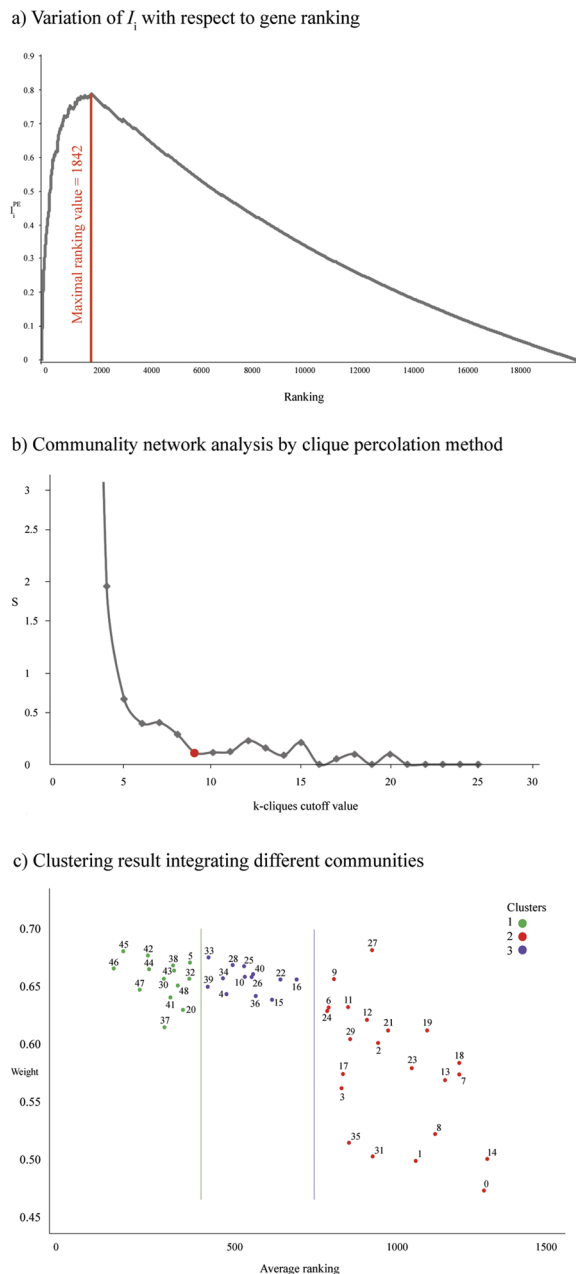 a) Variation of Ii with respect to gene ranking
0.9
0.8
0.7
0.6
0.5
IiPE
0.4
0.3
0.2
0.1
0
Maximal ranking value = 1842
0 2000 4000 6000 8000 10000 12000 14000 16000 18000
Ranking
b) Communality network analysis by clique percolation method
3
2.5
2
S
1.5
1
0.5
0
0 5 10 15 20 25 30
k-cliques cutoff value
c) Clustering result integrating different communities
Clusters
1
2
3
0.70
0.65
0.60
Weight
0.55
0.50
0.45
45 42 33 27
46 44 43 38 5 34 28 25 40
47 30 32 39 10 26 22 9
41 48 4 36 15 16
37 20 6 11
24 12 21 19
29 2
17 23 18
3 13 7
35 31 1 8 14
0
0 500 1000 1500
Average ranking